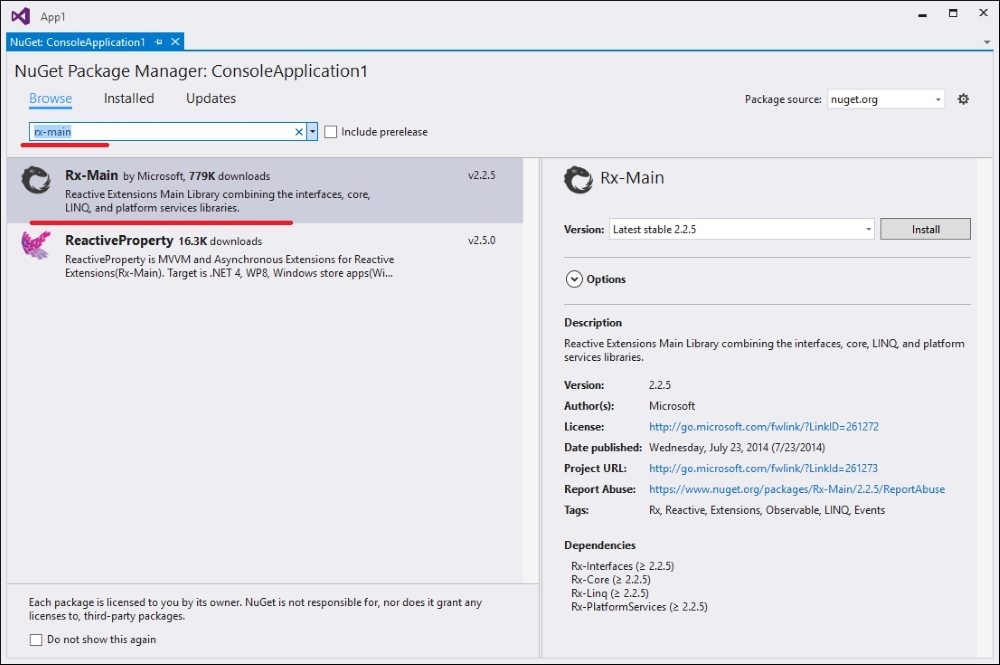 App1
NuGet: ConsoleApplication1
NuGet Package Manager: ConsoleApplication1
Browse Installed Updates
Package source: nuget.org
rx-main
Include prerelease
Rx-Main by Microsoft, 779K downloads v2.2.5
Reactive Extensions Main Library combining the interfaces, core,
LINQ, and platform services libraries.
ReactiveProperty 16.3K downloads v2.5.0
ReactiveProperty is MVVM and Asynchronous Extensions for Reactive
Extensions(Rx-Main). Target is .NET 4, WP8, Windows store apps(Wi...
Each package is licensed to you by its owner. NuGet is not responsible for, nor does it grant any
licenses to, third-party packages.
Do not show this again
Rx-Main
Version: Latest stable 2.2.5 Install
Options
Description
Reactive Extensions Main Library combining the interfaces, core, LINQ, and platform
services libraries.
Version: 2.2.5
Author(s): Microsoft
License: http://go.microsoft.com/fwlink/?LinkID=261272
Date published: Wednesday, July 23, 2014 (7/23/2014)
Project URL: http://go.microsoft.com/fwlink/?LinkId=261273
Report Abuse: https://www.nuget.org/packages/Rx-Main/2.2.5/ReportAbuse
Tags: Rx, Reactive, Extensions, Observable, LINQ, Events
Dependencies
Rx-Interfaces (≥ 2.2.5)
Rx-Core (≥ 2.2.5)
Rx-Linq (≥ 2.2.5)
Rx-PlatformServices (≥ 2.2.5)